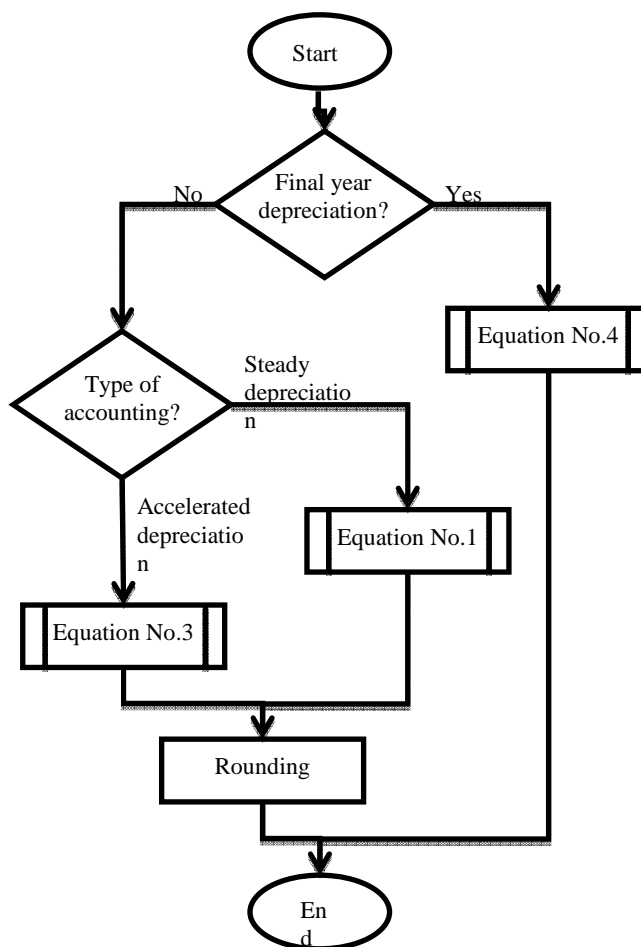 Start
Final year
depreciation?
No
Yes
Equation No.4
Type of
accounting?
Steady
depreciatio
n
Accelerated
depreciatio
n
Equation No.1
Equation No.3
Rounding
En
d